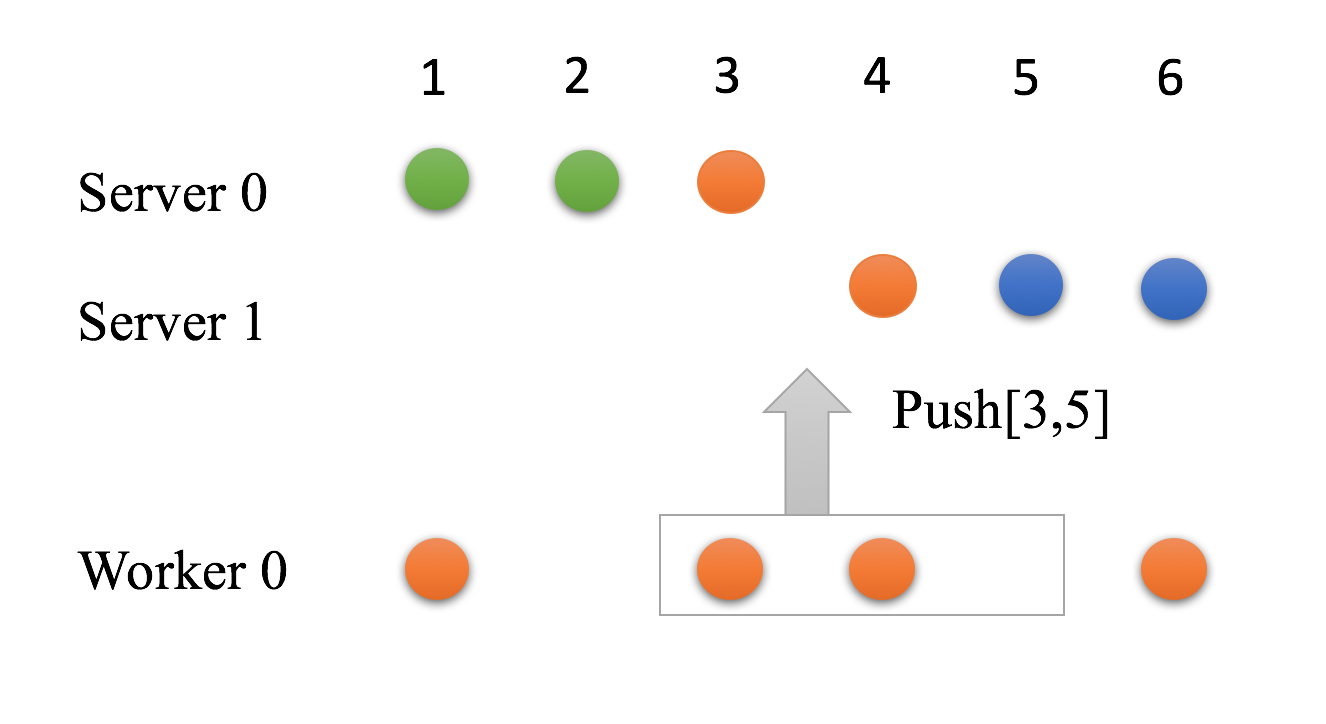 1 2 3 4 5 6
Server 0
Server 1
Push[3,5]
Worker 0